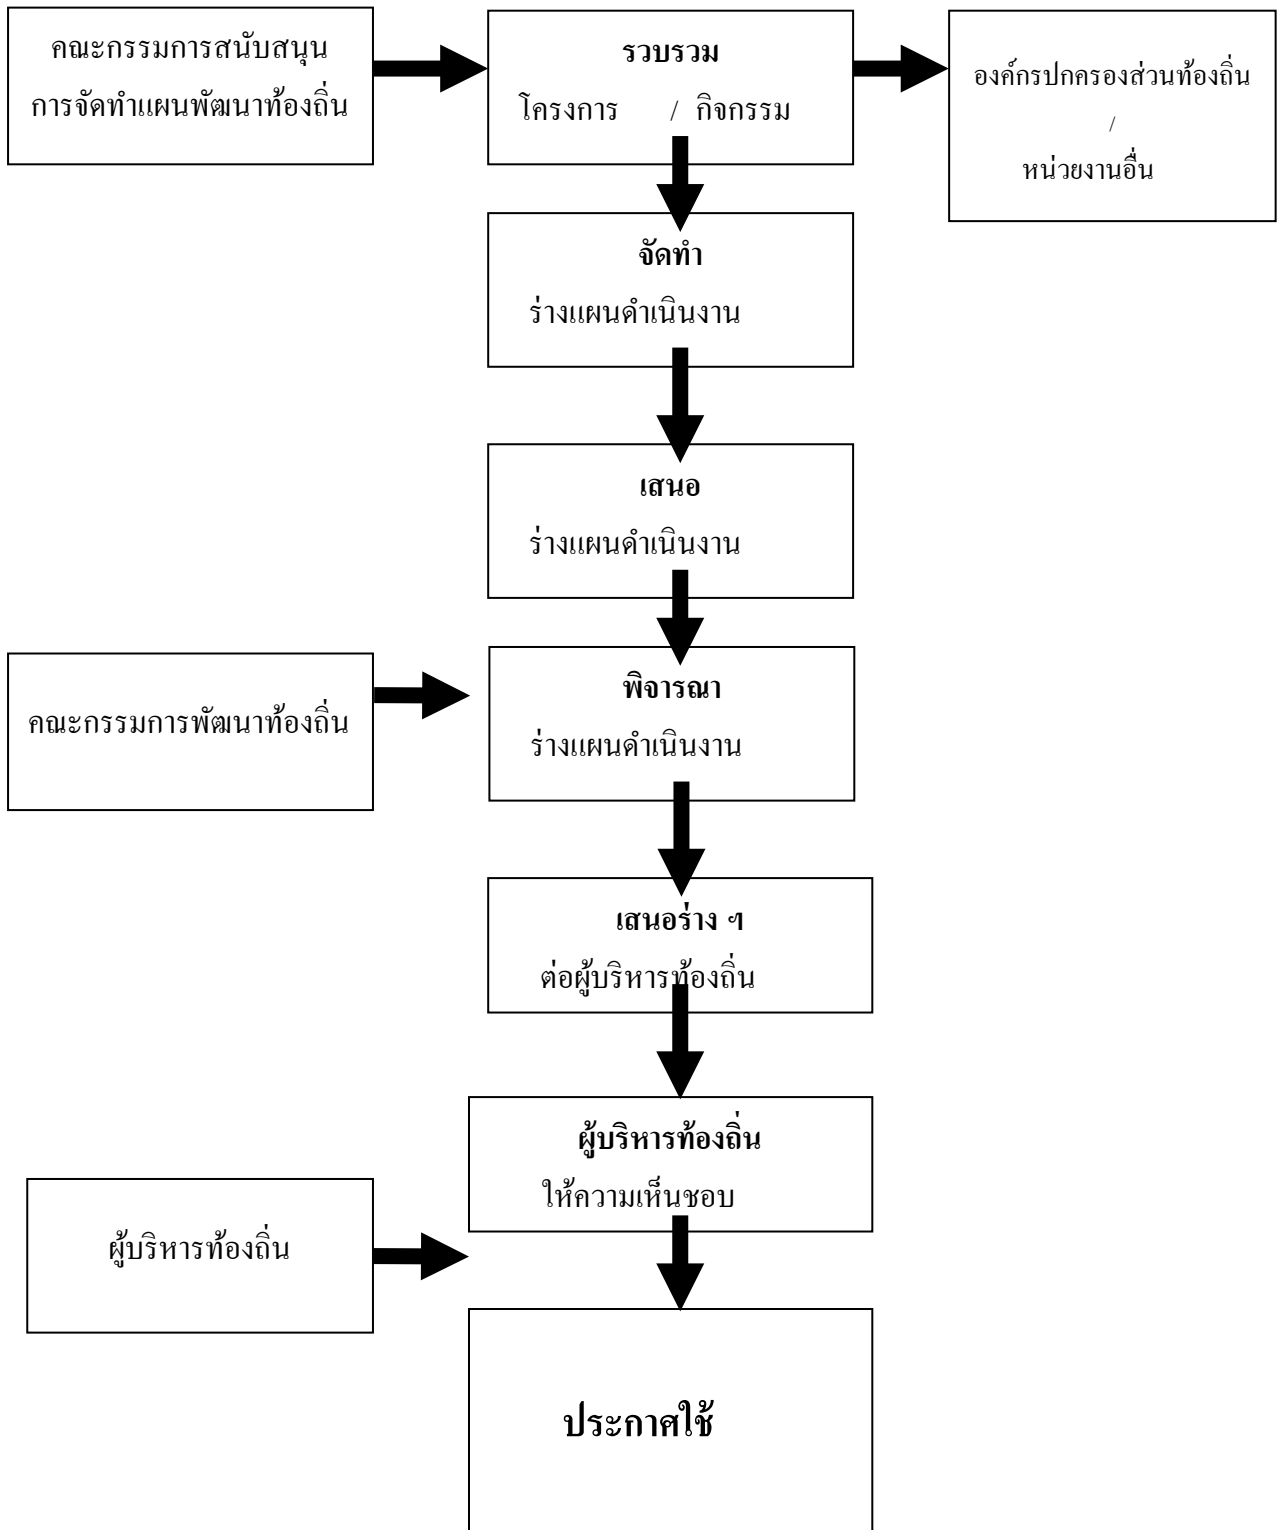 คณะกรรมการสนับสนุน
การจัดทำแผนพัฒนาท้องถิ่น
รวบรวม
โครงการ / กิจกรรม
องค์กรปกครองส่วนท้องถิ่น
/
หน่วยงานอื่น
จัดทำ
ร่างแผนดำเนินงาน
เสนอ
ร่างแผนดำเนินงาน
คณะกรรมการพัฒนาท้องถิ่น
พิจารณา
ร่างแผนดำเนินงาน
เสนอร่าง ฯ
ต่อผู้บริหารท้องถิ่น
ผู้บริหารท้องถิ่น
ให้ความเห็นชอบ
ผู้บริหารท้องถิ่น
ประกาศใช้